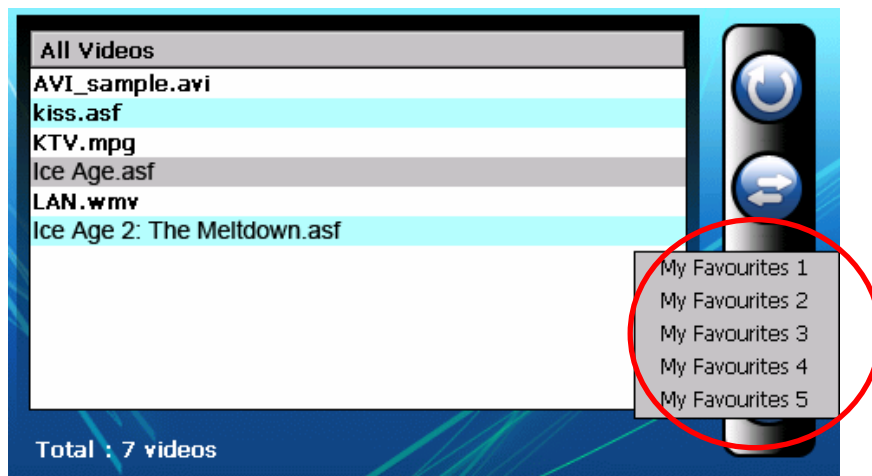 All Videos
AVI_sample.avi
kiss.asf
KTV.mpg
Ice Age.asf
LAN.wmv
Ice Age 2: The Meltdown.asf
My Favourites 1
My Favourites 2
My Favourites 3
My Favourites 4
My Favourites 5
Total : 7 videos